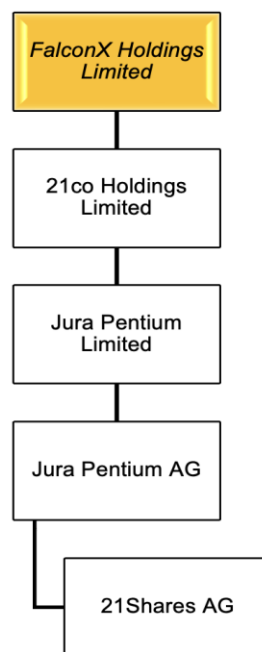 FalconX Holdings
Limited
21co Holdings
Limited
Jura Pentium
Limited
Jura Pentium AG
21Shares AG